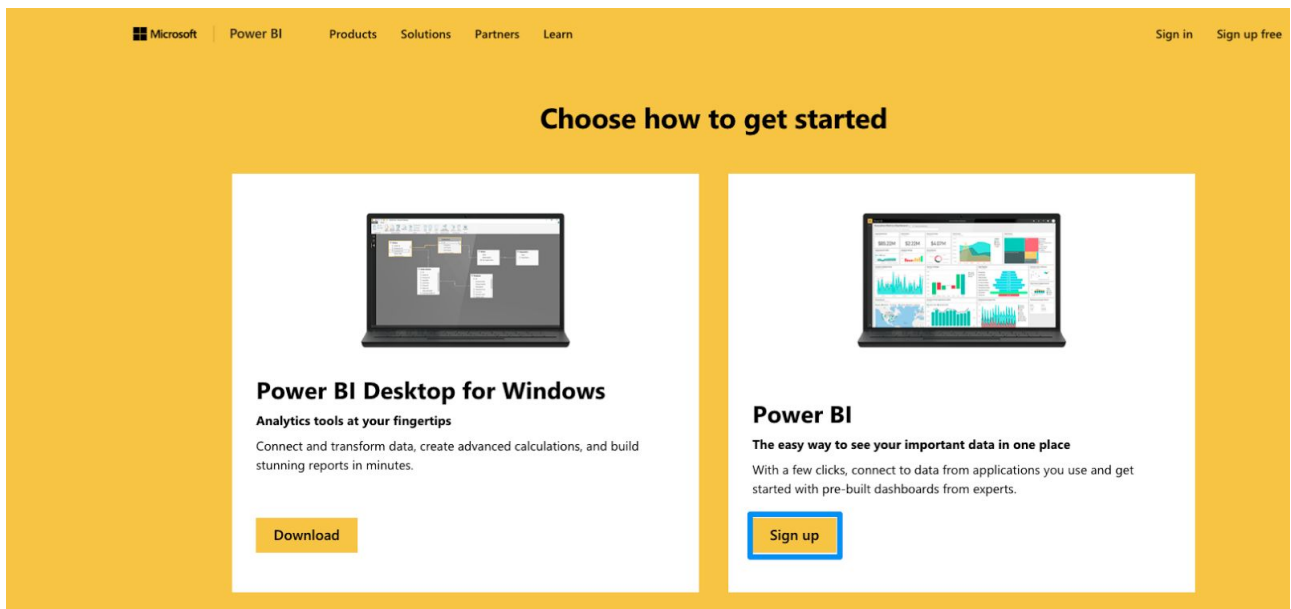 Microsoft Power BI Products Solutions Partners Learn Sign in Sign up free
Choose how to get started
Power BI Desktop for Windows
Analytics tools at your fingertips
Connect and transform data, create advanced calculations, and build
stunning reports in minutes.
Download
Power BI
The easy way to see your important data in one place
With a few clicks, connect to data from applications you use and get
started with pre-built dashboards from experts.
Sign up